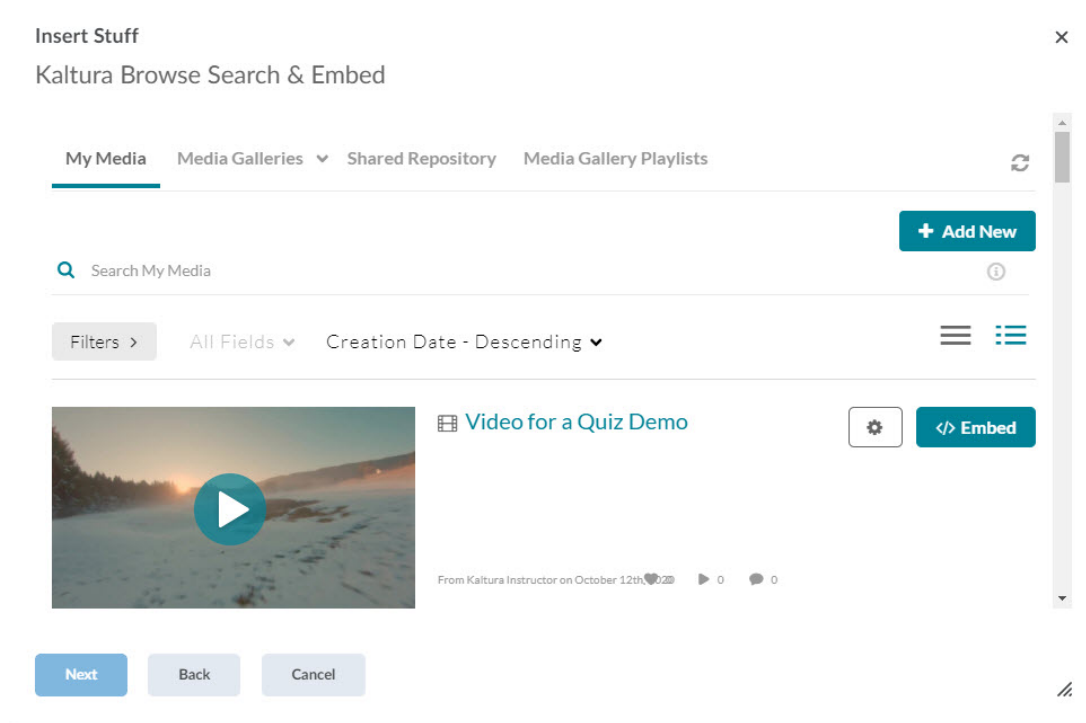 Insert Stuff
Kaltura Browse Search & Embed
My Media Media Galleries Shared Repository Media Gallery Playlists
+ Add New
Search My Media
Filters > All Fields Creation Date - Descending
Video for a Quiz Demo
</> Embed
From Kaltura Instructor on October 12th, 2020 0 0
Next Back Cancel